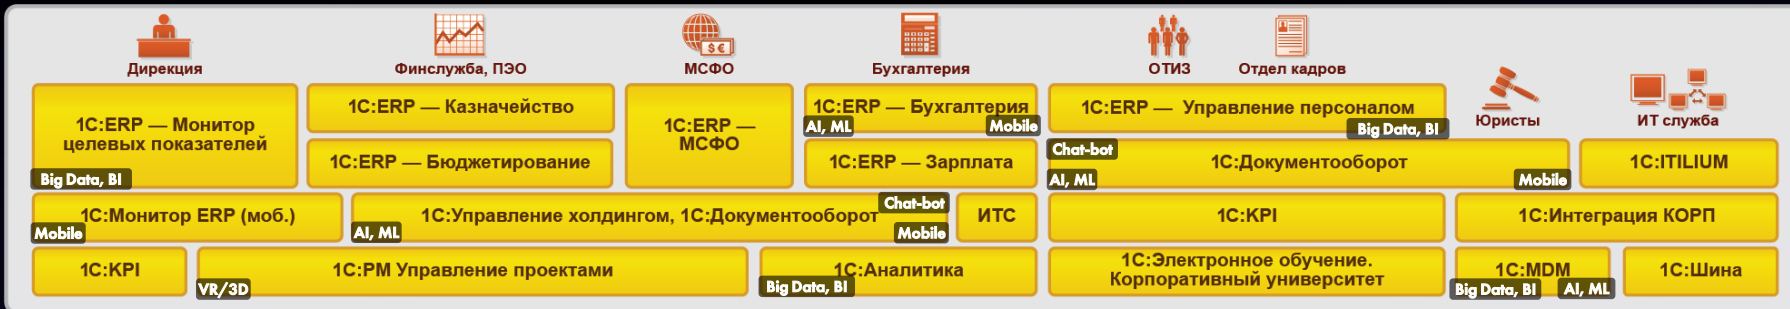 $ €
Дирекция
Финслужба, ПЭО
МСФО
Бухгалтерия
ОТИЗ
Отдел кадров
Юристы
ИТ служба
1С:ERP — Монитор
целевых показателей
Big Data, BI
1С:ERP — Казначейство
1С:ERP — Бюджетирование
1С:ERP —
МСФО
1С:ERP — Бухгалтерия
AI, ML
Mobile
1С:ERP — Зарплата
1С:ERP — Управление персоналом
Big Data, BI
Chat-bot
1С:Документооборот
AI, ML
Mobile
1С:ITILIUM
1С:Монитор ERP (моб.)
Mobile
1С:Управление холдингом, 1С:Документооборот
Chat-bot
AI, ML
Mobile
ИТС
1С:KPI
1С:Интеграция КОРП
1С:KPI
1С:PM Управление проектами
VR/3D
1С:Аналитика
Big Data, BI
1С:Электронное обучение.
Корпоративный университет
1С:MDM
Big Data, BI
AI, ML
1С:Шина